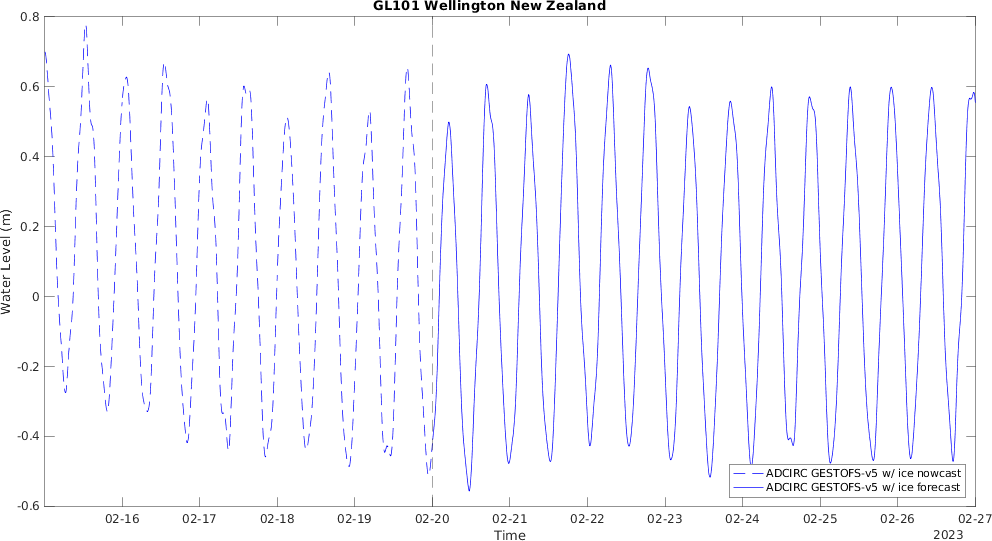 GL101 Wellington New Zealand
0.8
0.6
0.4
0.2
0
-0.2
-0.4
-0.6
Water Level (m)
ADCIRC GESTOFS-v5 w/ ice nowcast
ADCIRC GESTOFS-v5 w/ ice forecast
02-16 02-17 02-18 02-19 02-20 02-21 02-22 02-23 02-24 02-25 02-26 02-27
Time
2023